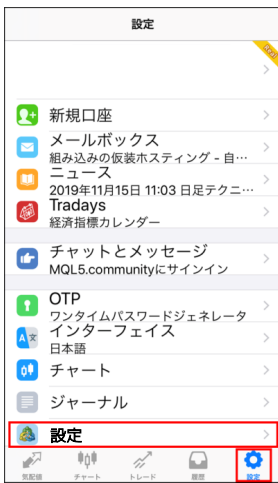 設定
Real
新規口座
メールボックス
組み込みの仮装ホスティング - 自…
ニュース
2019年11月15日 11:03 日足テクニ…
Tradays
経済指標カレンダー
チャットとメッセージ
MQL5.communityにサインイン
OTP
ワンタイムパスワードジェネレータ
インターフェイス
日本語
チャート
ジャーナル
設定
気配値 チャート トレード 履歴 設定